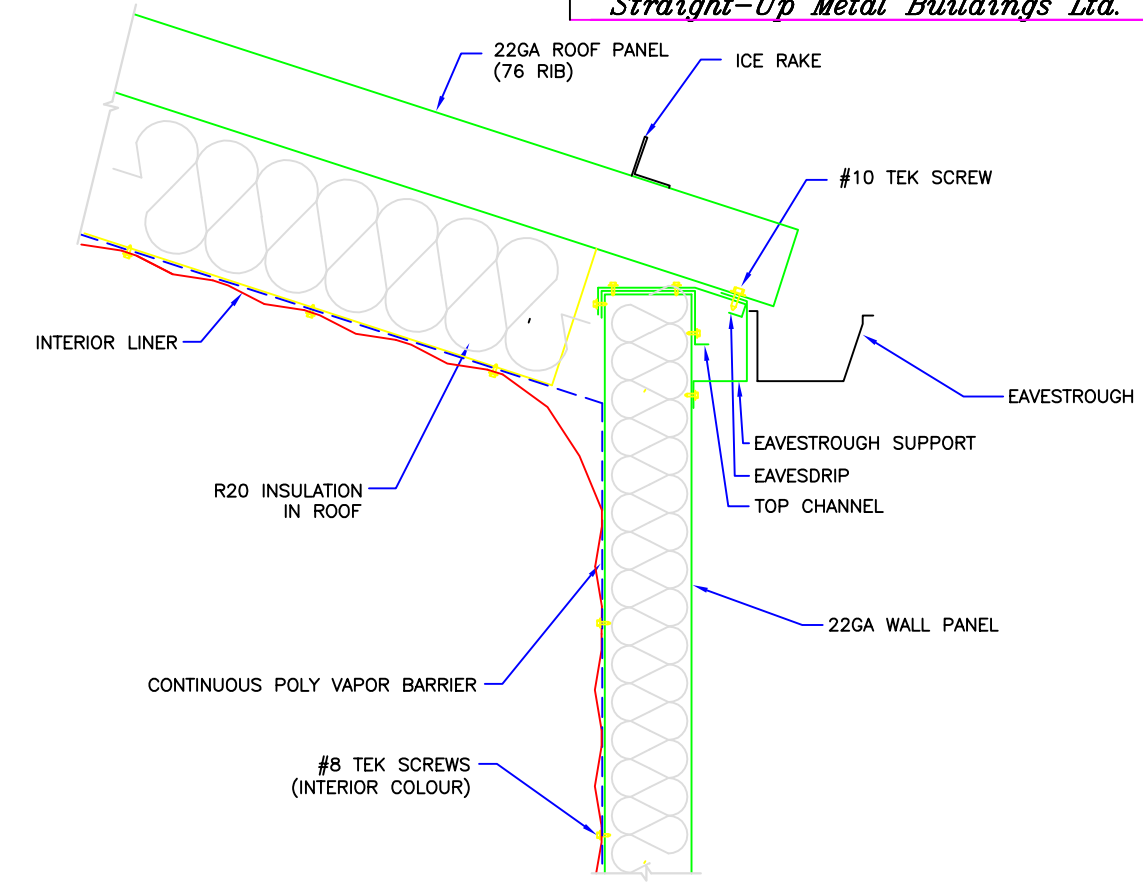 Straight-Up Metal Buildings Ltd.
22GA ROOF PANEL
(76 RIB)
ICE RAKE
#10 TEK SCREW
INTERIOR LINER
EAVESTROUGH
EAVESTROUGH SUPPORT
EAVESDRIP
TOP CHANNEL
R20 INSULATION
IN ROOF
22GA WALL PANEL
CONTINUOUS POLY VAPOR BARRIER
#8 TEK SCREWS
(INTERIOR COLOUR)